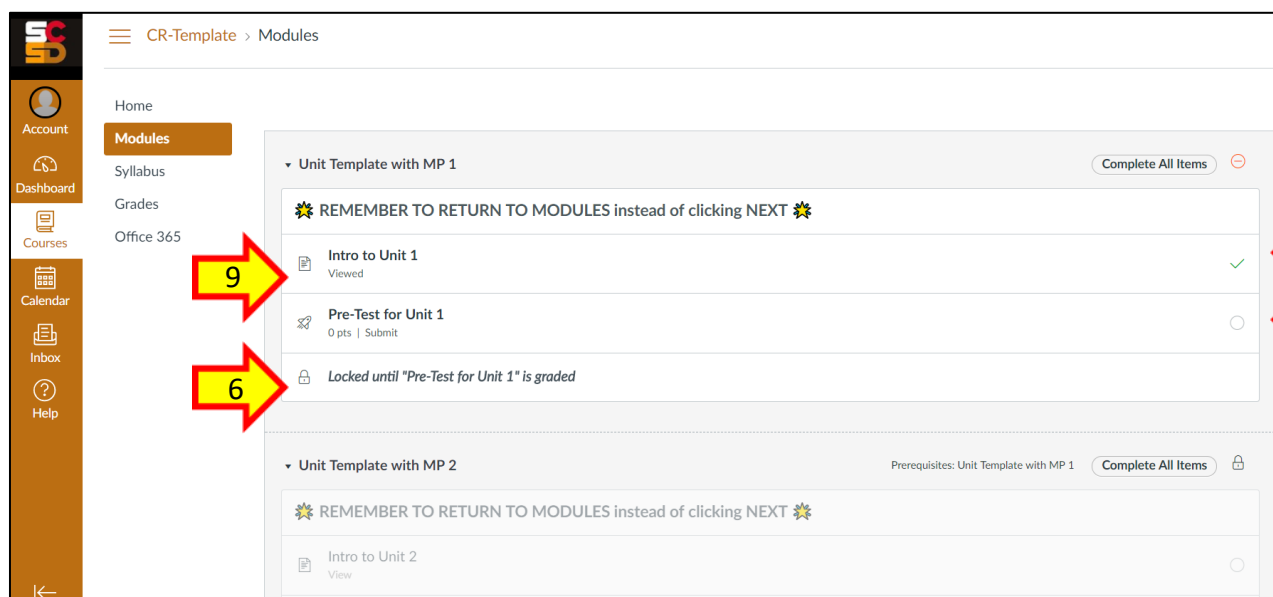 SC
SD
CR-Template > Modules
Account
Dashboard
Courses
Calendar
Inbox
Help
Home
Modules
Syllabus
Grades
Office 365
Unit Template with MP 1
Complete All Items
REMEMBER TO RETURN TO MODULES instead of clicking NEXT
9
Intro to Unit 1
Viewed
Pre-Test for Unit 1
0 pts | Submit
6
Locked until "Pre-Test for Unit 1" is graded
Unit Template with MP 2
Prerequisites: Unit Template with MP 1
Complete All Items
REMEMBER TO RETURN TO MODULES instead of clicking NEXT
Intro to Unit 2
View